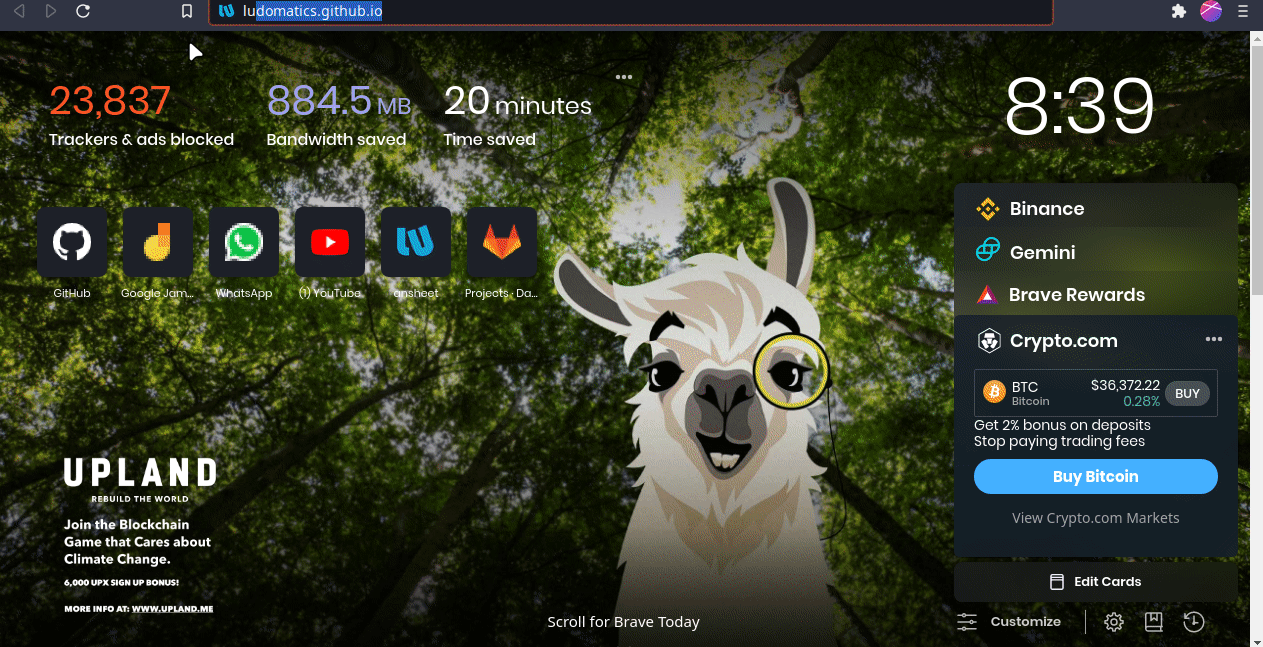 ludomatics.github.io
23,837
Trackers & ads blocked
884.5 MB
Bandwidth saved
20 minutes
Time saved
8:39
GitHub
Google Jam...
WhatsApp
(1) YouTube
ansheet
Projects · Da...
Binance
Gemini
Brave Rewards
Crypto.com
BTC
Bitcoin
$36,372.22
0.28%
BUY
Get 2% bonus on deposits
Stop paying trading fees
Buy Bitcoin
View Crypto.com Markets
Edit Cards
UPLAND
REBUILD THE WORLD
Join the Blockchain
Game that Cares about
Climate Change.
6,000 UPX SIGN UP BONUS!
MORE INFO AT: WWW.UPLAND.ME
Scroll for Brave Today
Customize